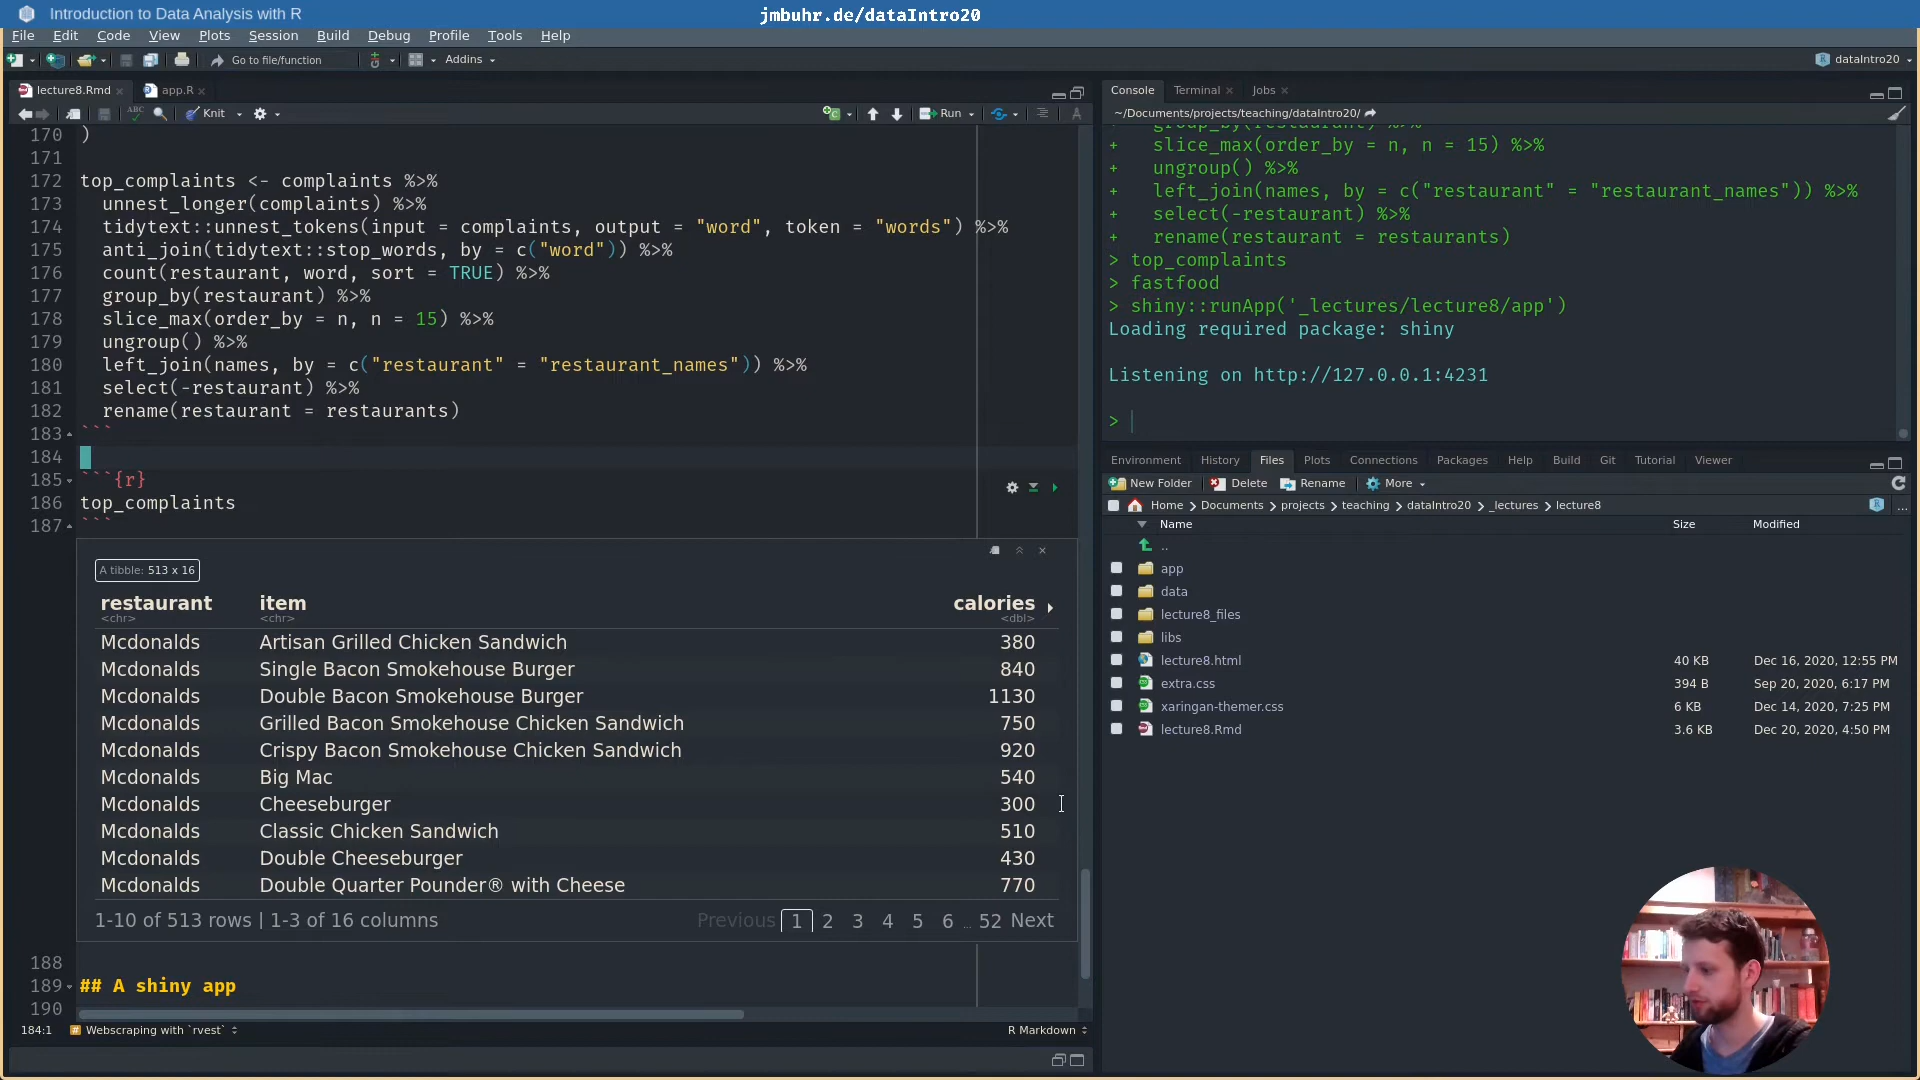 Introduction to Data Analysis with R
jmbuhr.de/dataIntro20
File Edit Code View Plots Session Build Debug Profile Tools Help
Go to file/function Addins dataIntro20
lecture8.Rmd app.R
Knit Run
170 )
171
172 top_complaints <- complaints %>%
173 unnest_longer(complaints) %>%
174 tidytext::unnest_tokens(input = complaints, output = "word", token = "words") %>%
175 anti_join(tidytext::stop_words, by = c("word")) %>%
176 count(restaurant, word, sort = TRUE) %>%
177 group_by(restaurant) %>%
178 slice_max(order_by = n, n = 15) %>%
179 ungroup() %>%
180 left_join(names, by = c("restaurant" = "restaurant_names")) %>%
181 select(-restaurant) %>%
182 rename(restaurant = restaurants)
183 ```
184
185 ```{r}
186 top_complaints
187 ```
A tibble: 513 x 16
restaurant item calories
<chr> <chr> <dbl>
Mcdonalds Artisan Grilled Chicken Sandwich 380
Mcdonalds Single Bacon Smokehouse Burger 840
Mcdonalds Double Bacon Smokehouse Burger 1130
Mcdonalds Grilled Bacon Smokehouse Chicken Sandwich 750
Mcdonalds Crispy Bacon Smokehouse Chicken Sandwich 920
Mcdonalds Big Mac 540
Mcdonalds Cheeseburger 300
Mcdonalds Classic Chicken Sandwich 510
Mcdonalds Double Cheeseburger 430
Mcdonalds Double Quarter Pounder® with Cheese 770
1-10 of 513 rows | 1-3 of 16 columns Previous 1 2 3 4 5 6 ... 52 Next
188
189 ## A shiny app
190
184:1 Webscraping with `rvest` R Markdown
Console Terminal Jobs
~/Documents/projects/teaching/dataIntro20/
+ group_by(restaurant) %>%
+ slice_max(order_by = n, n = 15) %>%
+ ungroup() %>%
+ left_join(names, by = c("restaurant" = "restaurant_names")) %>%
+ select(-restaurant) %>%
+ rename(restaurant = restaurants)
> top_complaints
> fastfood
> shiny::runApp('_lectures/lecture8/app')
Loading required package: shiny
Listening on http://127.0.0.1:4231
>
Environment History Files Plots Connections Packages Help Build Git Tutorial Viewer
New Folder Delete Rename More
Home Documents projects teaching dataIntro20 _lectures lecture8 ...
Name Size Modified
..
app
data
lecture8_files
libs
lecture8.html 40 KB Dec 16, 2020, 12:55 PM
extra.css 394 B Sep 20, 2020, 6:17 PM
xaringan-themer.css 6 KB Dec 14, 2020, 7:25 PM
lecture8.Rmd 3.6 KB Dec 20, 2020, 4:50 PM